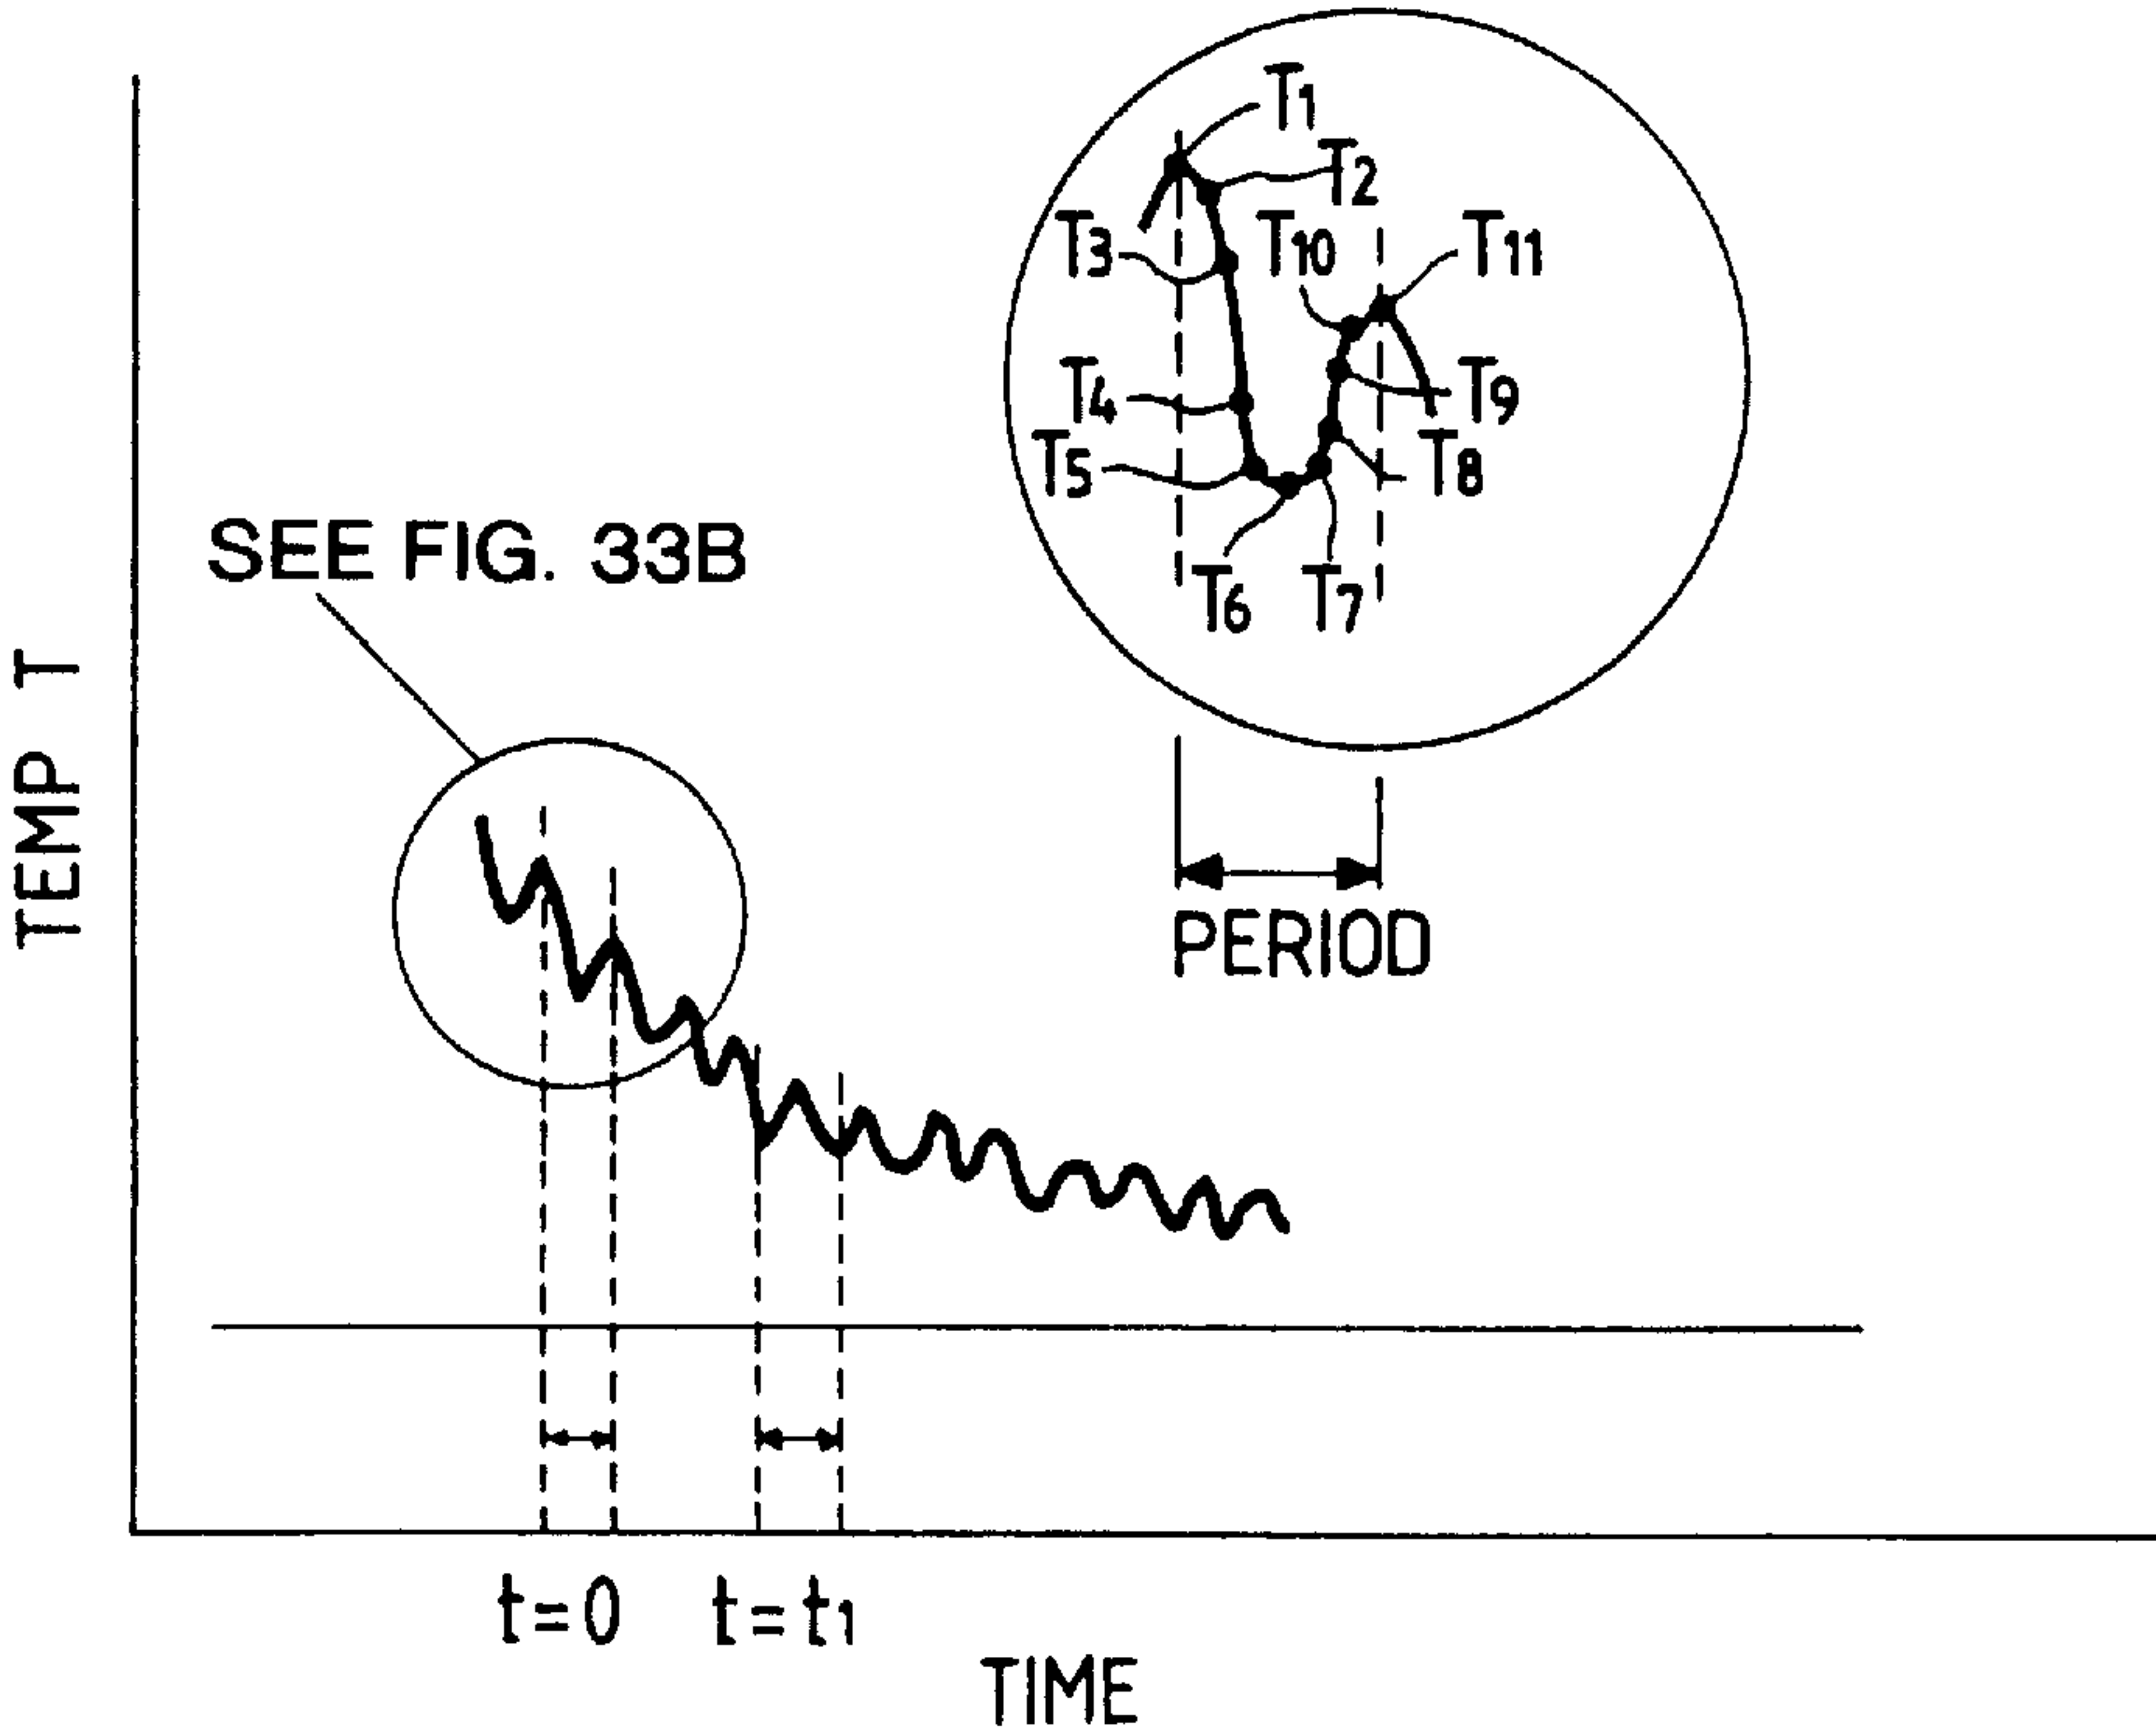 T1
T2
T3
T10
T11
T4
T9
T5
T8
SEE FIG. 33B
T6
T7
TEMP T
PERIOD
t=0
t=t1
TIME